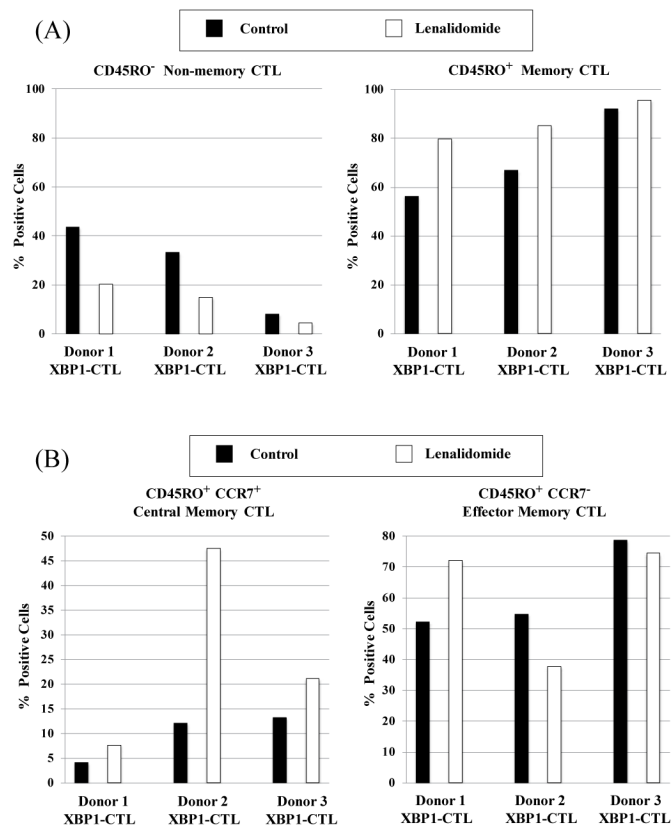 (A)
Control Lenalidomide
CD45RO⁻ Non-memory CTL
% Positive Cells
100
80
60
40
20
0
Donor 1 Donor 2 Donor 3
XBP1-CTL XBP1-CTL XBP1-CTL
CD45RO⁺ Memory CTL
% Positive Cells
100
80
60
40
20
0
Donor 1 Donor 2 Donor 3
XBP1-CTL XBP1-CTL XBP1-CTL
(B)
Control Lenalidomide
CD45RO⁺ CCR7⁺
Central Memory CTL
% Positive Cells
50
45
40
35
30
25
20
15
10
5
0
Donor 1 Donor 2 Donor 3
XBP1-CTL XBP1-CTL XBP1-CTL
CD45RO⁺ CCR7⁻
Effector Memory CTL
% Positive Cells
80
70
60
50
40
30
20
10
0
Donor 1 Donor 2 Donor 3
XBP1-CTL XBP1-CTL XBP1-CTL